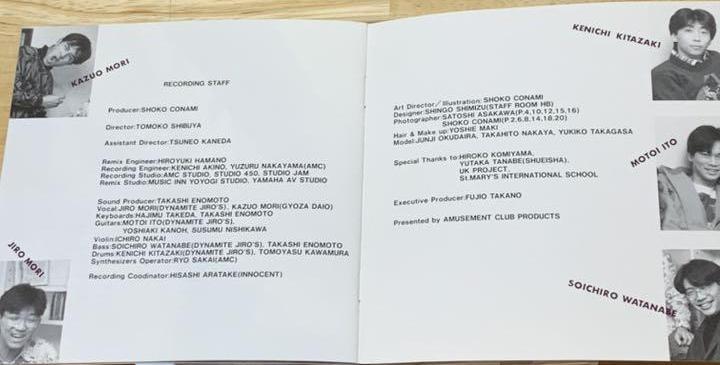 KAZUO MORI
RECORDING STAFF
Producer:SHOKO CONAMI
Director:TOMOKO SHIBUYA
Assistant Director:TSUNEO KANEDA
Remix Engineer:HIROYUKI HAMANO
Recording Engineer:KENICHI AKINO, YUZURU NAKAYAMA(AMC)
Recording Studio:AMC STUDIO, STUDIO 450, STUDIO JAM
Remix Studio:MUSIC INN YOYOGI STUDIO, YAMAHA AV STUDIO
Sound Producer:TAKASHI ENOMOTO
Vocal:JIRO MORI(DYNAMITE JIRO'S), KAZUO MORI(GYOZA DAIO)
Keyboards:HAJIMU TAKEDA, TAKASHI ENOMOTO
Guitars:MOTOI ITO(DYNAMITE JIRO'S),
YOSHIAKI KANOH, SUSUMU NISHIKAWA
Violin:ICHIRO NAKAI
Bass:SOICHIRO WATANABE(DYNAMITE JIRO'S), TAKASHI ENOMOTO
Drums:KENICHI KITAZAKI(DYNAMITE JIRO'S), TOMOYASU KAWAMURA
Synthesizers Operator:RYO SAKAI(AMC)
Recording Coodinator:HISASHI ARATAKE(INNOCENT)
JIRO MORI
KENICHI KITAZAKI
Art Director／Illustration:SHOKO CONAMI
Designer:SHINGO SHIMIZU(STAFF ROOM HB)
Photographer:SATOSHI ASAKAWA(P.4,10,12,15,16)
SHOKO CONAMI(P.2,6,8,14,18,20)
Hair & Make up:YOSHIE MAKI
Model:JUNJI OKUDAIRA, TAKAHITO NAKAYA, YUKIKO TAKAGASA
Special Thanks to:HIROKO KOMIYAMA,
YUTAKA TANABE(SHUEISHA),
UK PROJECT,
St.MARY'S INTERNATIONAL SCHOOL
Executive Producer:FUJIO TAKANO
Presented by AMUSEMENT CLUB PRODUCTS
MOTOI ITO
SOICHIRO WATANABE